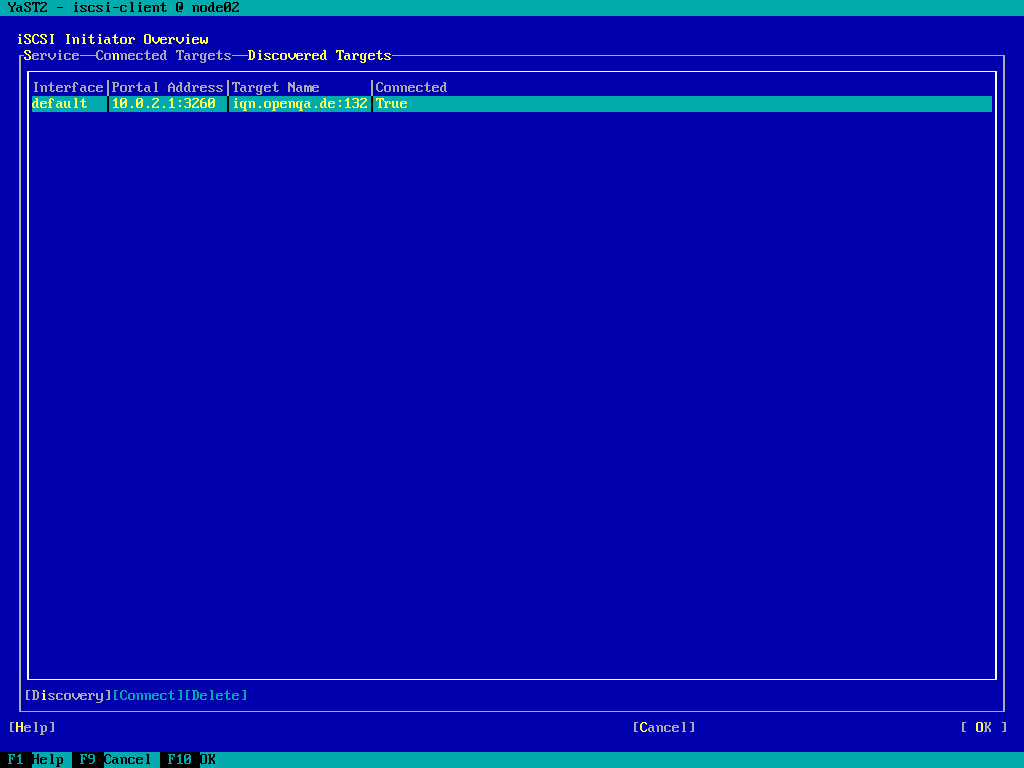 YaST2 - iscsi-client @ node02
iSCSI Initiator Overview
Service Connected Targets Discovered Targets
Interface|Portal Address|Target Name |Connected
default |10.0.2.1:3260 |iqn.openqa.de:132|True
[Discovery][Connect][Delete]
[Help] [Cancel] [ OK ]
F1 Help F9 Cancel F10 OK